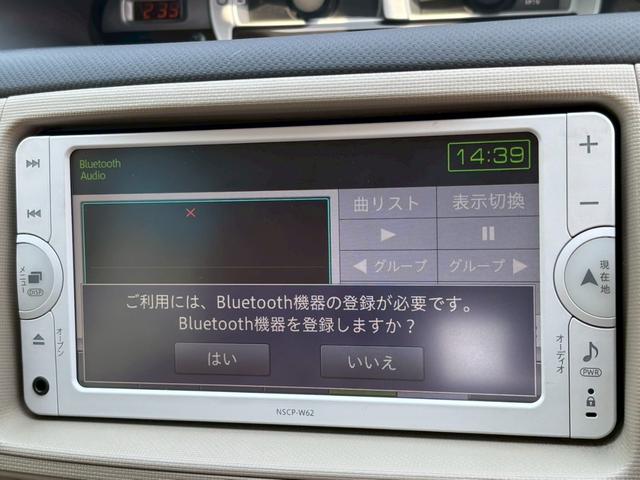 2:35
Bluetooth
Audio
14:39
曲リスト
表示切換
◀ グループ
グループ ▶
ご利用には、Bluetooth機器の登録が必要です。
Bluetooth機器を登録しますか？
はい
いいえ
メニュー
DISP
オープン
現在地
オーディオ
PWR
NSCP-W62